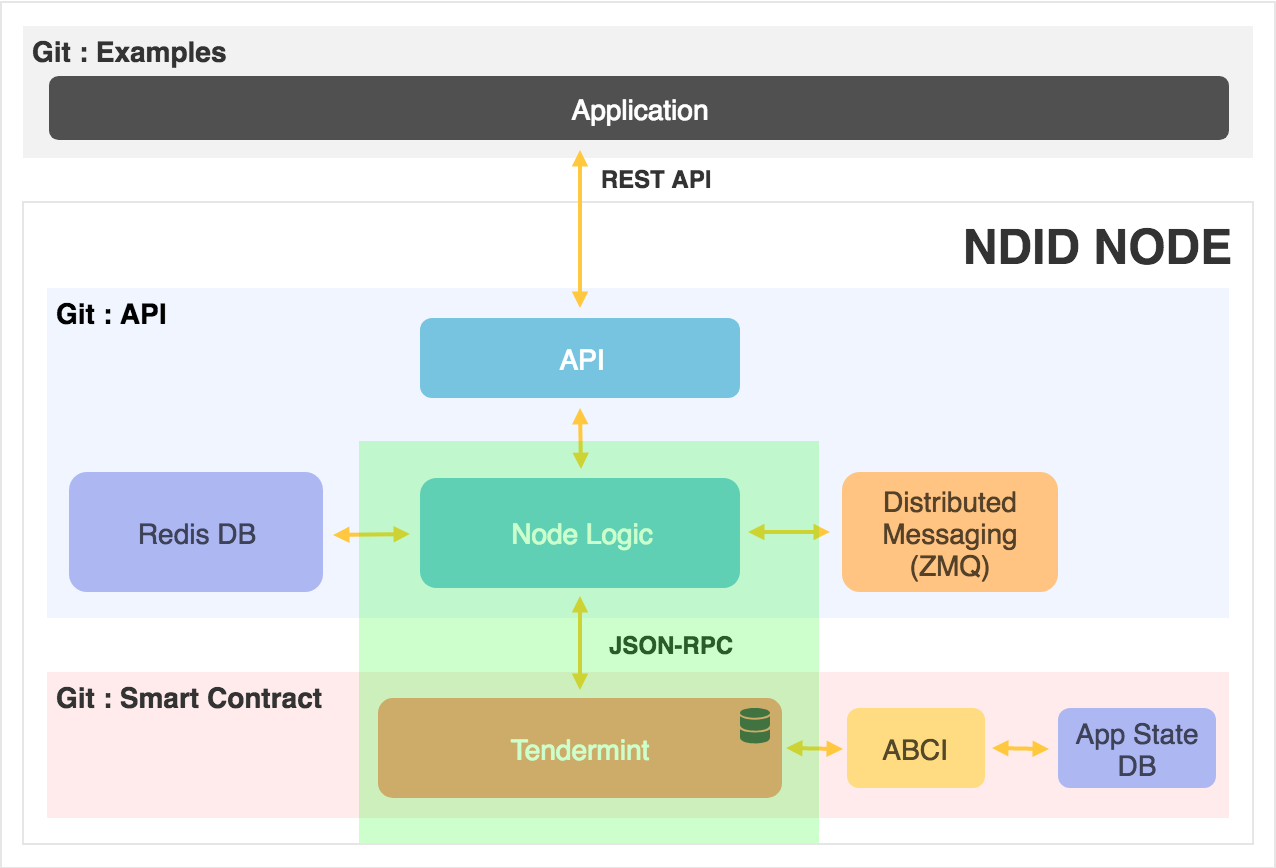 Git : Examples
Application
REST API
NDID NODE
Git : API
API
Redis DB
Node Logic
Distributed
Messaging
(ZMQ)
JSON-RPC
Git : Smart Contract
Tendermint
ABCI
App State
DB